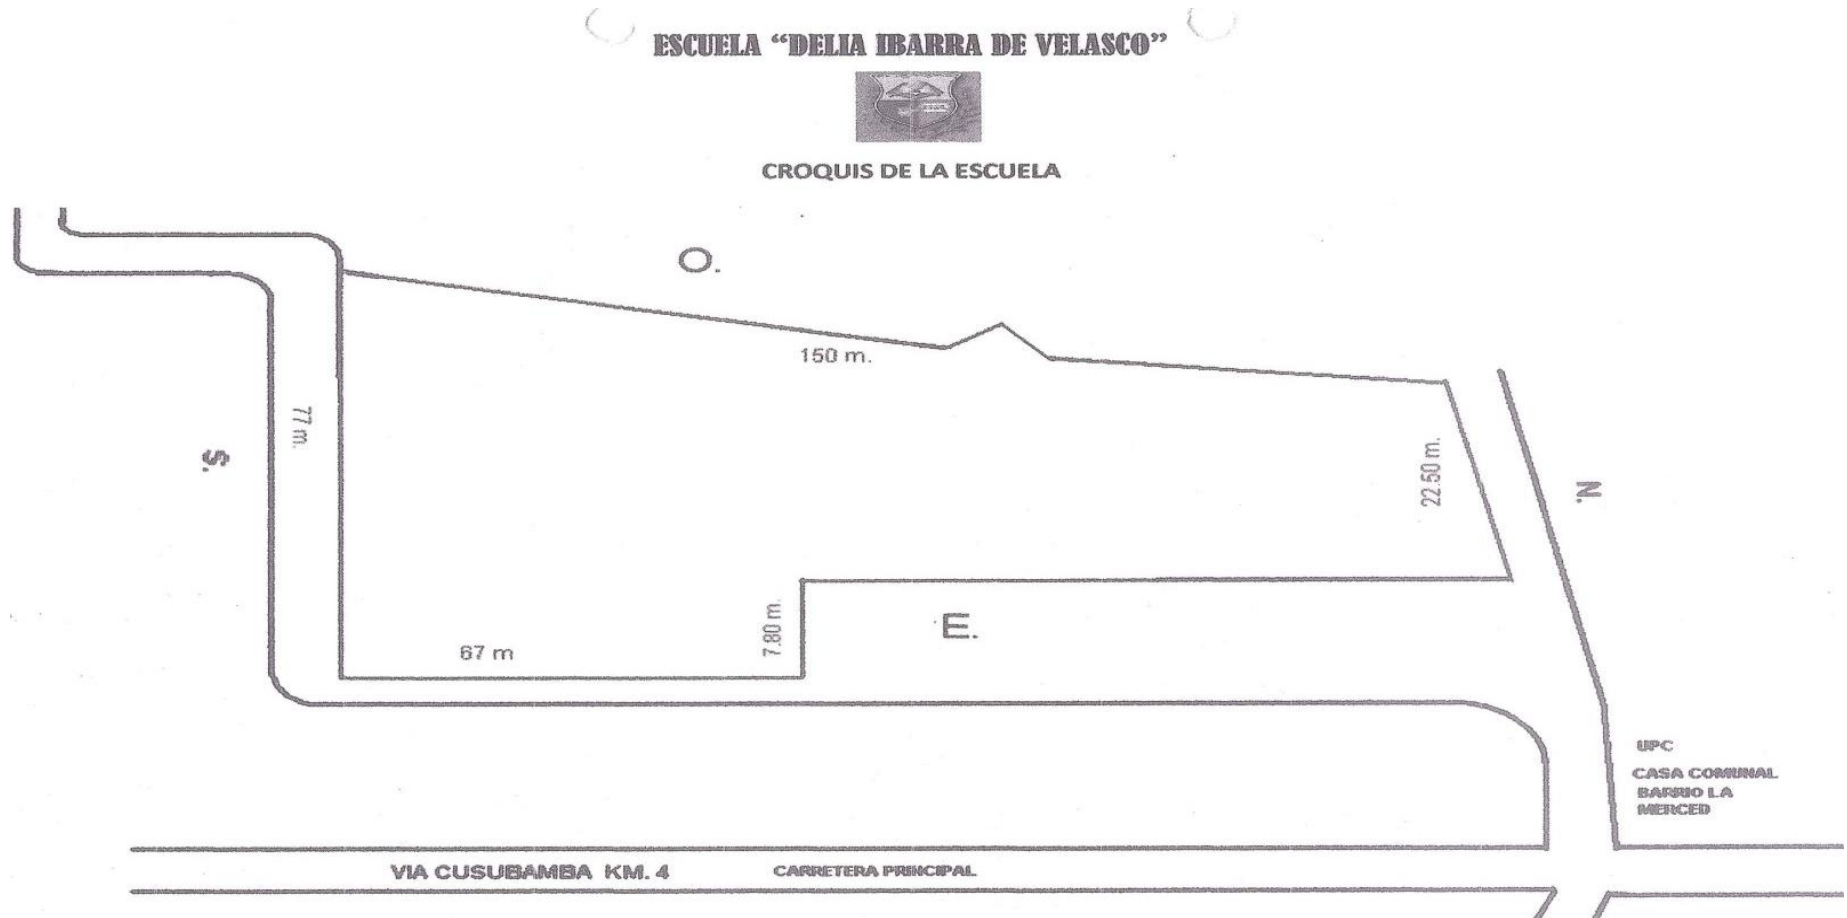 ESCUELA “DELIA IBARRA DE VELASCO”
CROQUIS DE LA ESCUELA
O.
150 m.
77 m.
S.
22.50 m.
N.
67 m
7.80 m.
E.
UPC
CASA COMUNAL
BARRIO LA
MERCED
VIA CUSUBAMBA KM. 4
CARRETERA PRINCIPAL